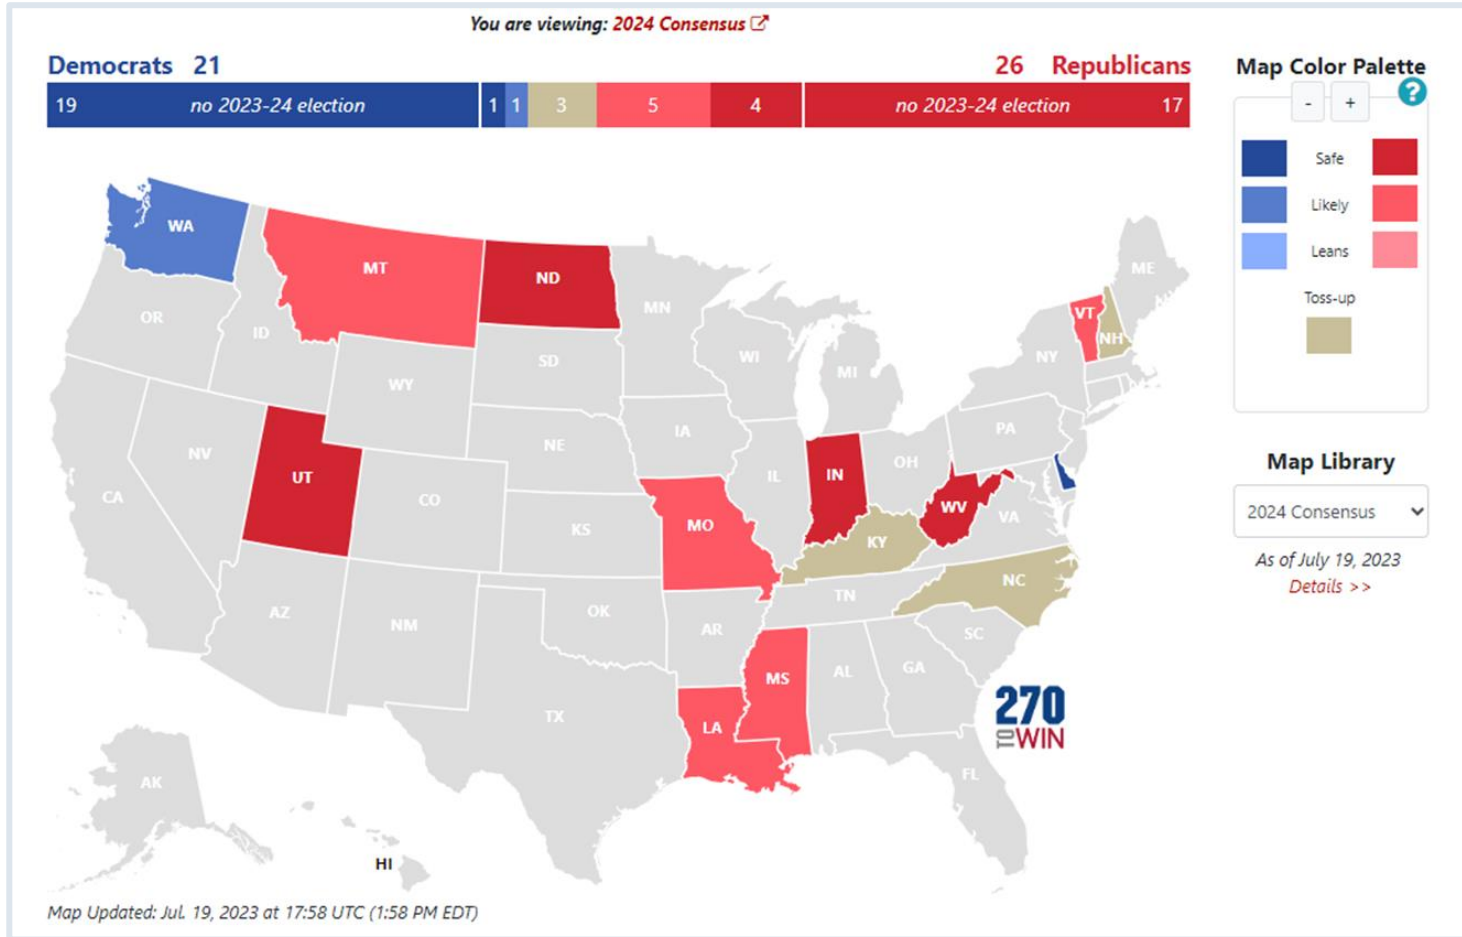 You are viewing: 2024 Consensus
Democrats 21
26 Republicans
19 no 2023-24 election 1 1 3 5 4 no 2023-24 election 17
Map Color Palette
- + ?
Safe
Likely
Leans
Toss-up
WA
MT
ND
MN
ME
OR
ID
SD
WI
MI
NY
VT
NH
WY
IA
PA
NV
UT
NE
IL
IN
OH
CA
CO
KS
MO
WV
VA
KY
NC
AZ
NM
OK
TN
AR
SC
MS
AL
GA
TX
LA
FL
AK
HI
270
TO WIN
Map Library
2024 Consensus
As of July 19, 2023
Details >>
Map Updated: Jul. 19, 2023 at 17:58 UTC (1:58 PM EDT)